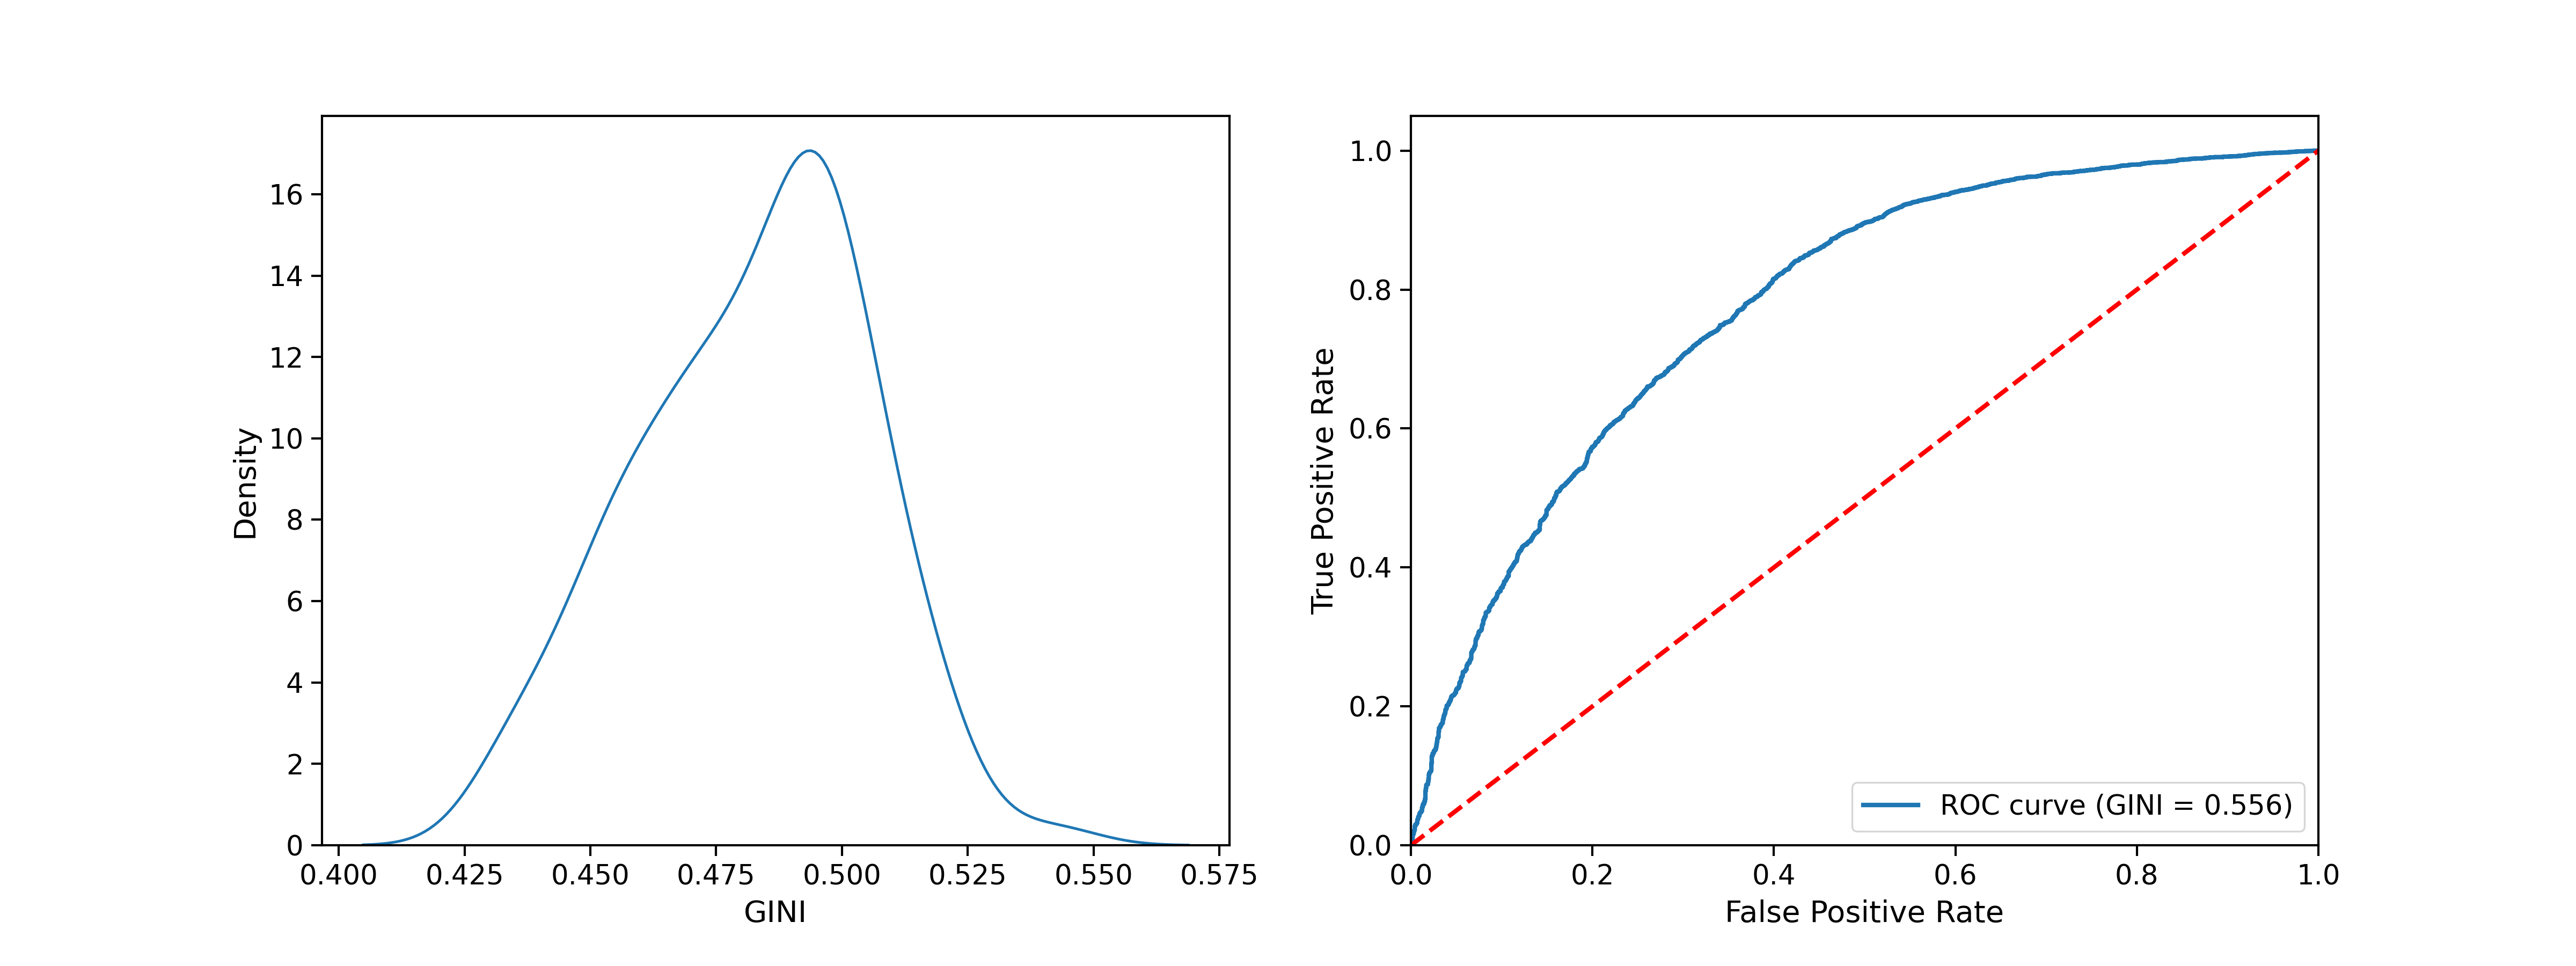 16
14
12
10
8
6
4
2
0
Density
0.400 0.425 0.450 0.475 0.500 0.525 0.550 0.575
GINI
1.0
0.8
0.6
0.4
0.2
0.0
True Positive Rate
ROC curve (GINI = 0.556)
0.0 0.2 0.4 0.6 0.8 1.0
False Positive Rate